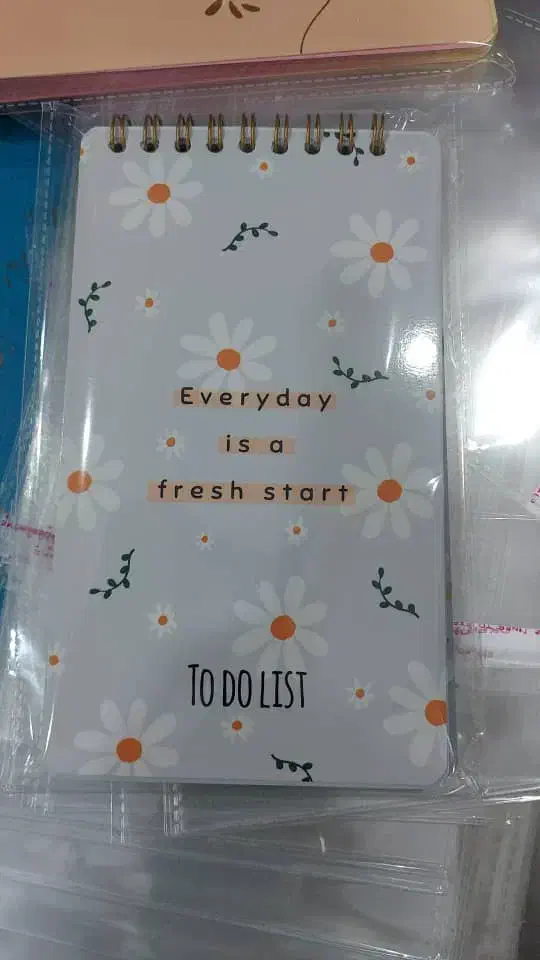 Everyday
is a
fresh start
TO DO LIST